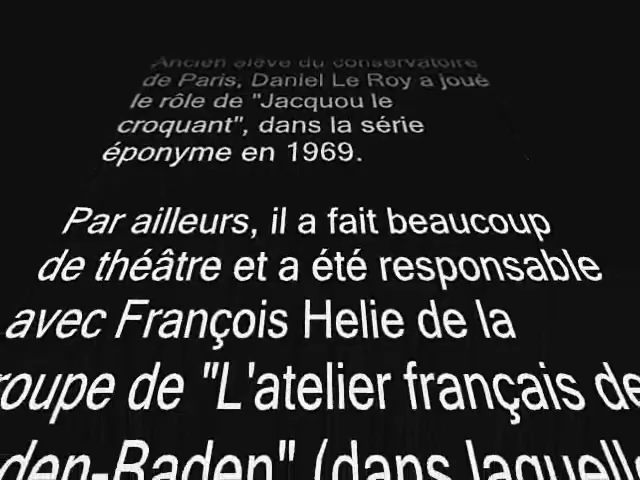 Ancien élève du conservatoire
de Paris, Daniel Le Roy a joué
le rôle de "Jacquou le
croquant", dans la série
éponyme en 1969.
Par ailleurs, il a fait beaucoup
de théâtre et a été responsable
avec François Helie de la
roupe de "L'atelier français de
den-Baden" (dans laquelle